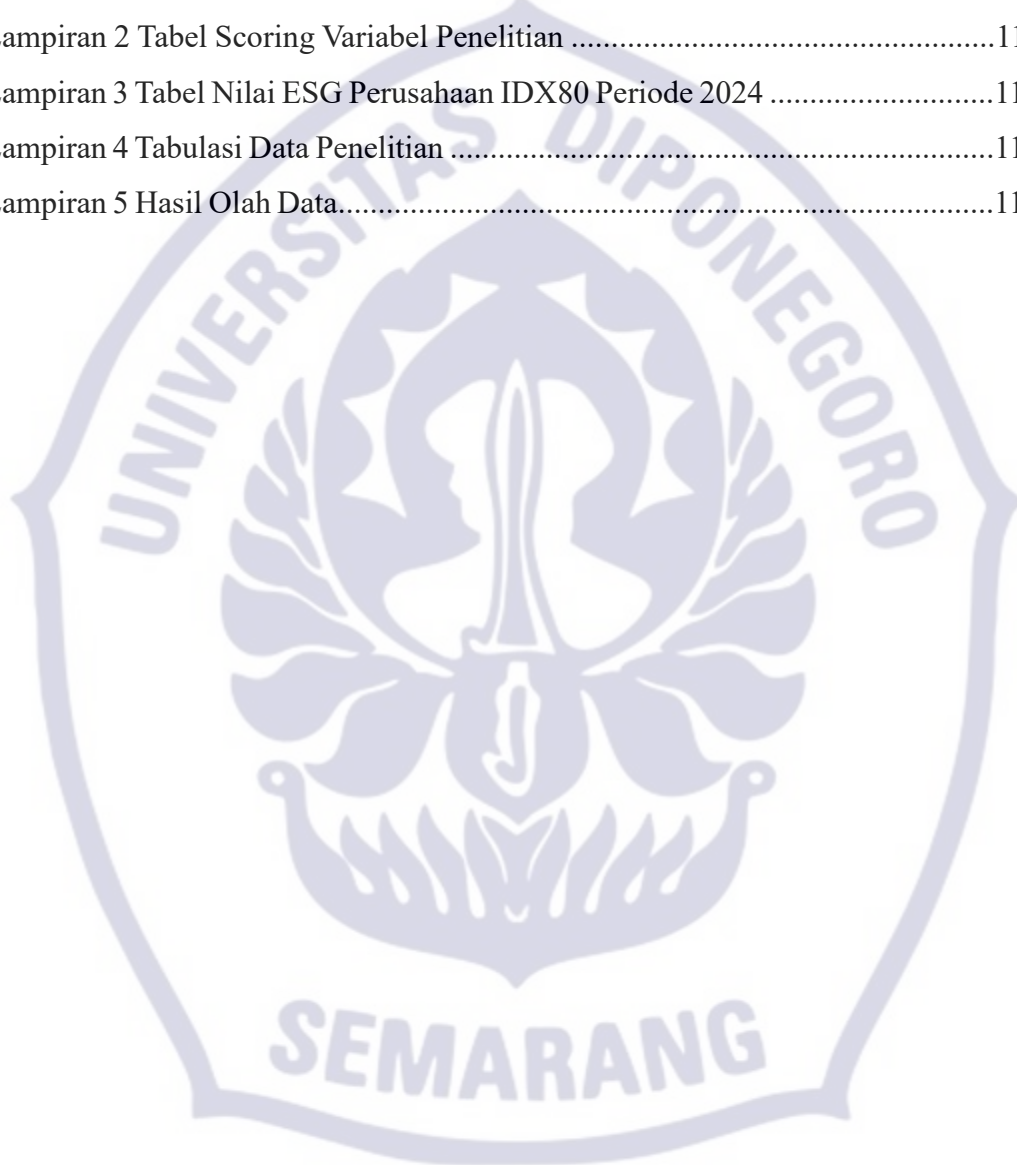 ampiran 2 Tabel Scoring Variabel Penelitian ....................................................11
ampiran 3 Tabel Nilai ESG Perusahaan IDX80 Periode 2024 ............................11
ampiran 4 Tabulasi Data Penelitian ...................................................................11
ampiran 5 Hasil Olah Data.................................................................................11
UNIVERSITAS DIPONEGORO
SEMARANG